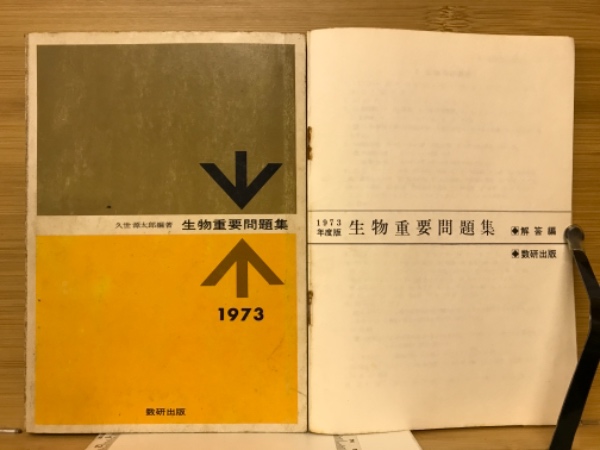 久世源太郎編著 生物重要問題集
1973
数研出版
1973
年度版 生物重要問題集 解答編
数研出版